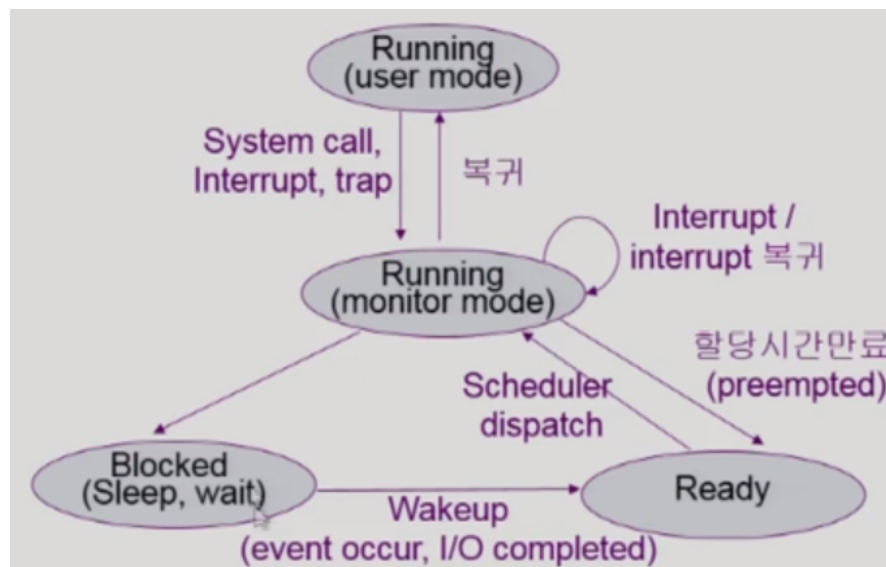 Running
(user mode)
System call,
Interrupt, trap
복귀
Interrupt /
interrupt 복귀
Running
(monitor mode)
할당시간만료
(preempted)
Scheduler
dispatch
Blocked
(Sleep, wait)
Ready
Wakeup
(event occur, I/O completed)